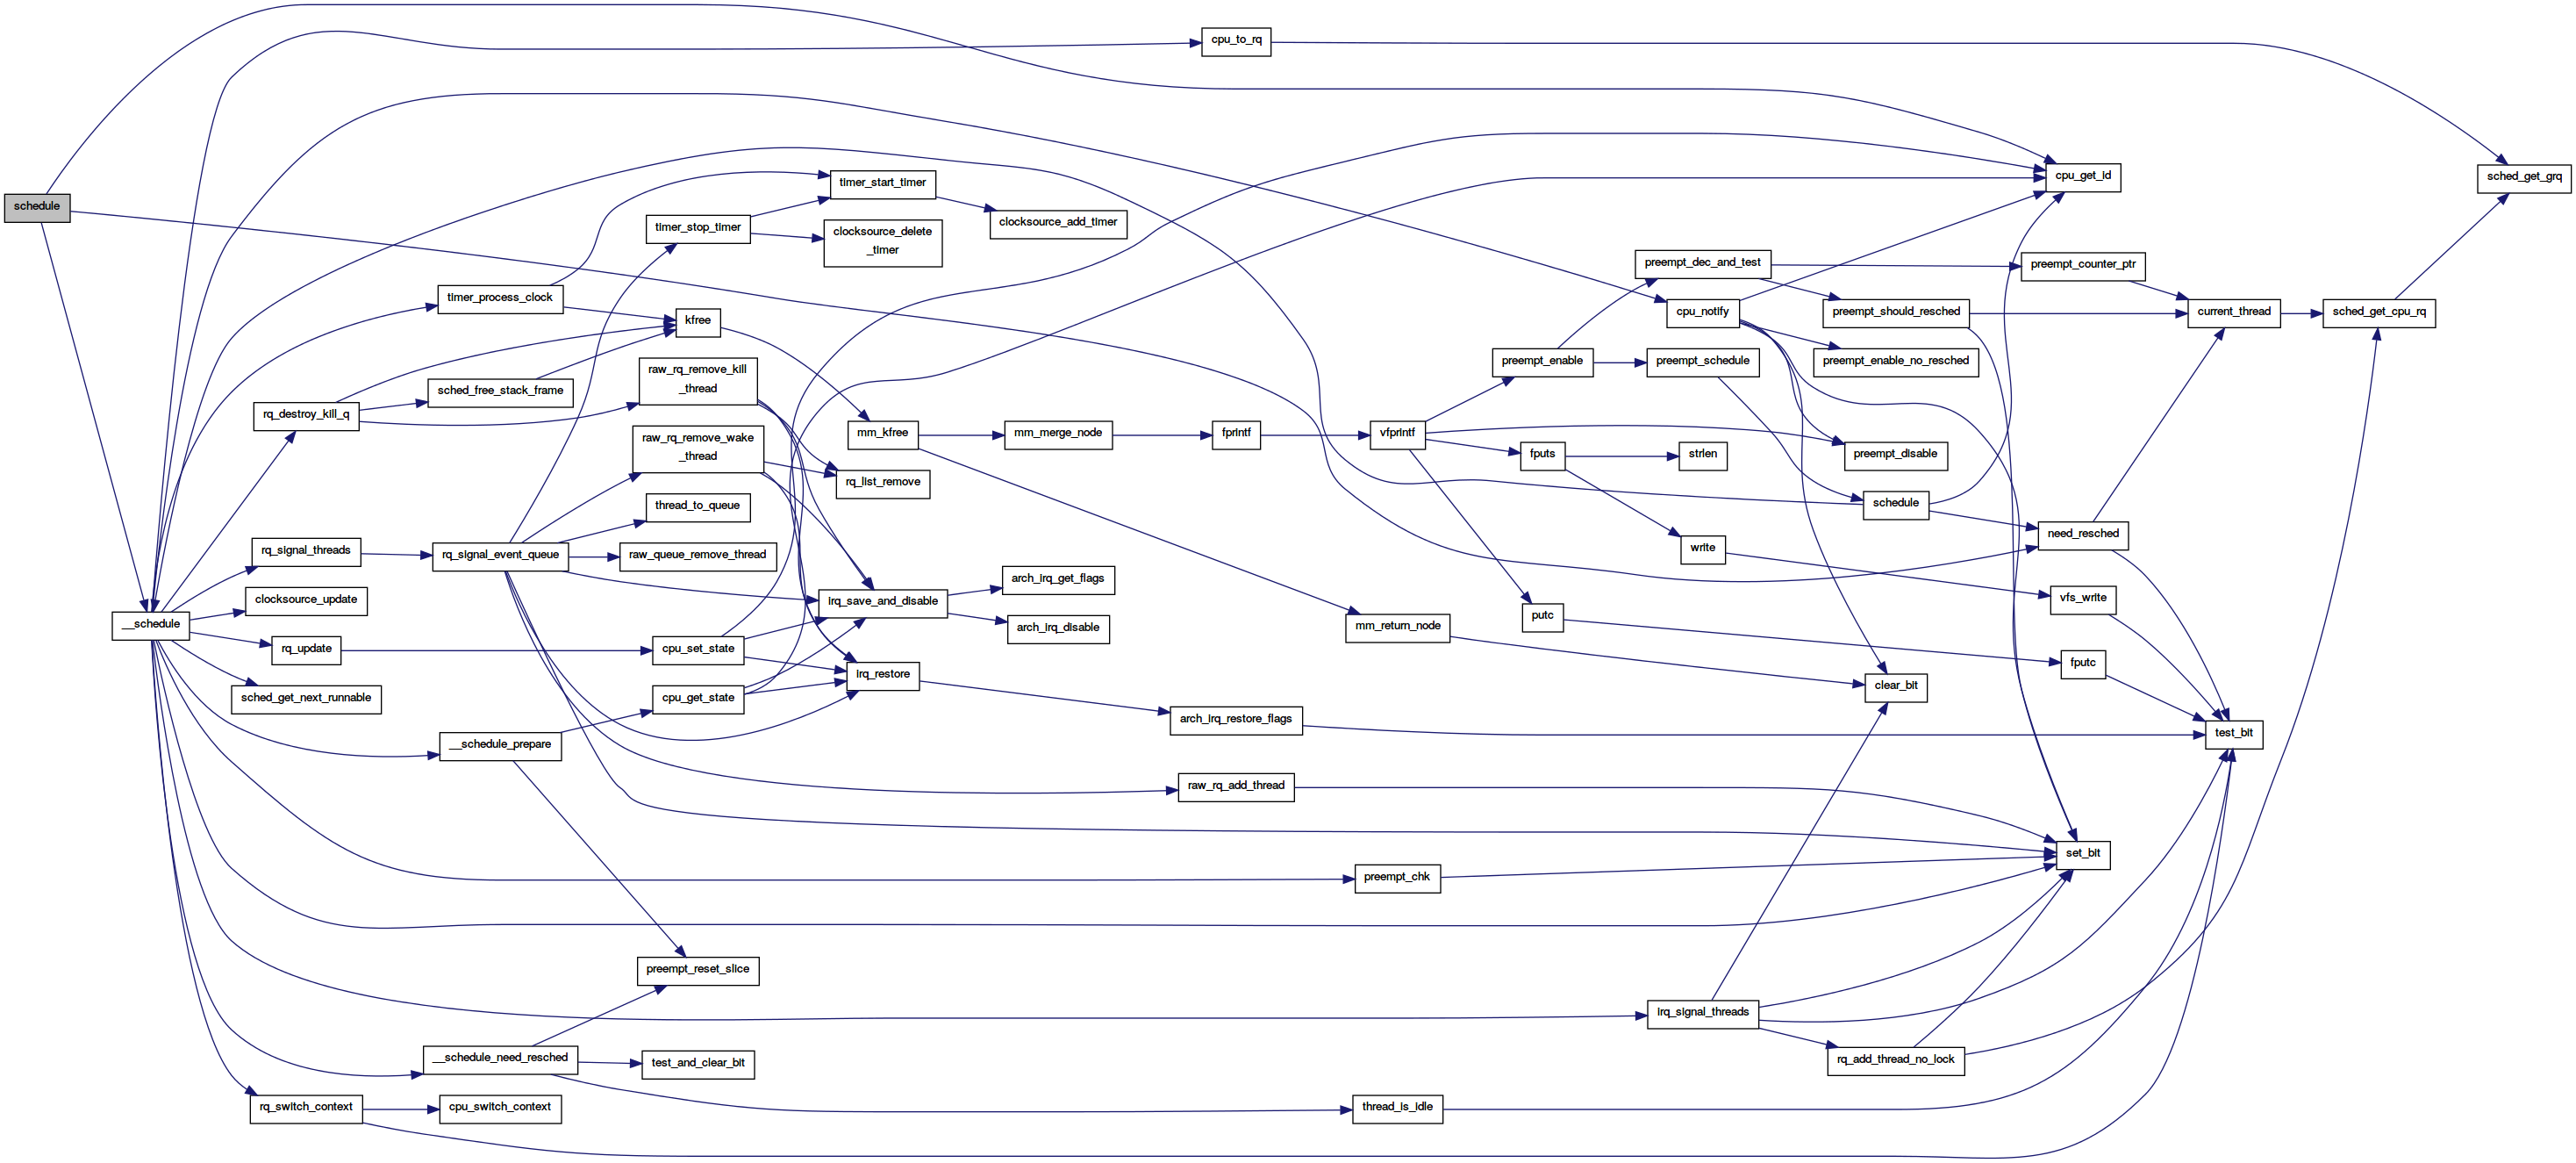 schedule
__schedule
cpu_to_rq
timer_process_clock
rq_destroy_kill_q
rq_signal_threads
clocksource_update
rq_update
sched_get_next_runnable
__schedule_prepare
__schedule_need_resched
rq_switch_context
sched_free_stack_frame
rq_signal_event_queue
cpu_switch_context
timer_stop_timer
kfree
raw_rq_remove_kill
_thread
raw_rq_remove_wake
_thread
thread_to_queue
raw_queue_remove_thread
cpu_set_state
cpu_get_state
preempt_reset_slice
test_and_clear_bit
timer_start_timer
clocksource_delete
_timer
mm_kfree
rq_list_remove
irq_save_and_disable
irq_restore
clocksource_add_timer
mm_merge_node
arch_irq_get_flags
arch_irq_disable
fprintf
arch_irq_restore_flags
raw_rq_add_thread
vfprintf
mm_return_node
preempt_chk
thread_is_idle
preempt_enable
fputs
putc
preempt_dec_and_test
cpu_notify
preempt_schedule
strlen
write
irq_signal_threads
preempt_should_resched
preempt_enable_no_resched
preempt_disable
schedule
clear_bit
rq_add_thread_no_lock
cpu_get_id
preempt_counter_ptr
need_resched
vfs_write
fputc
set_bit
current_thread
test_bit
sched_get_cpu_rq
sched_get_grq